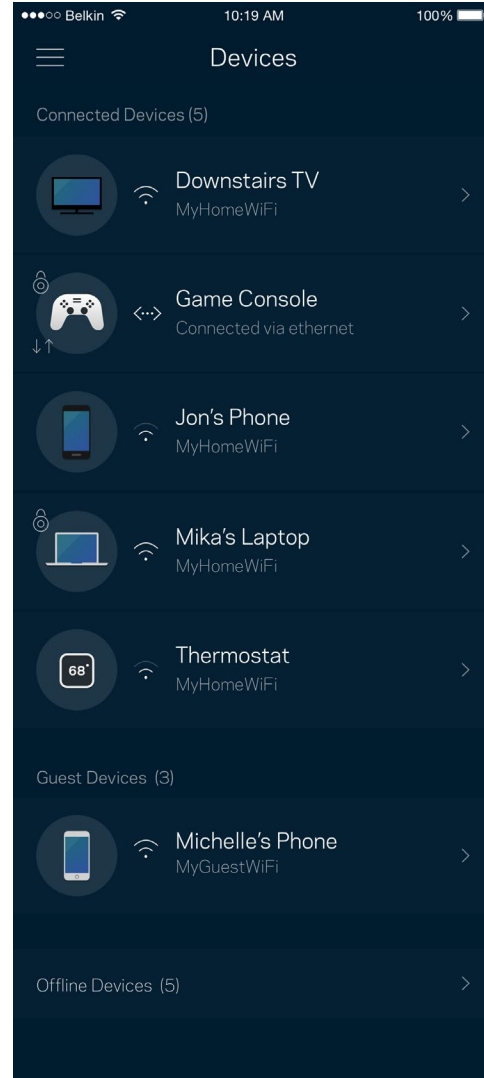 Belkin 10:19 AM 100%
Devices
Connected Devices (5)
Downstairs TV
MyHomeWiFi
Game Console
Connected via ethernet
Jon's Phone
MyHomeWiFi
Mika's Laptop
MyHomeWiFi
68°
Thermostat
MyHomeWiFi
Guest Devices (3)
Michelle's Phone
MyGuestWiFi
Offline Devices (5)